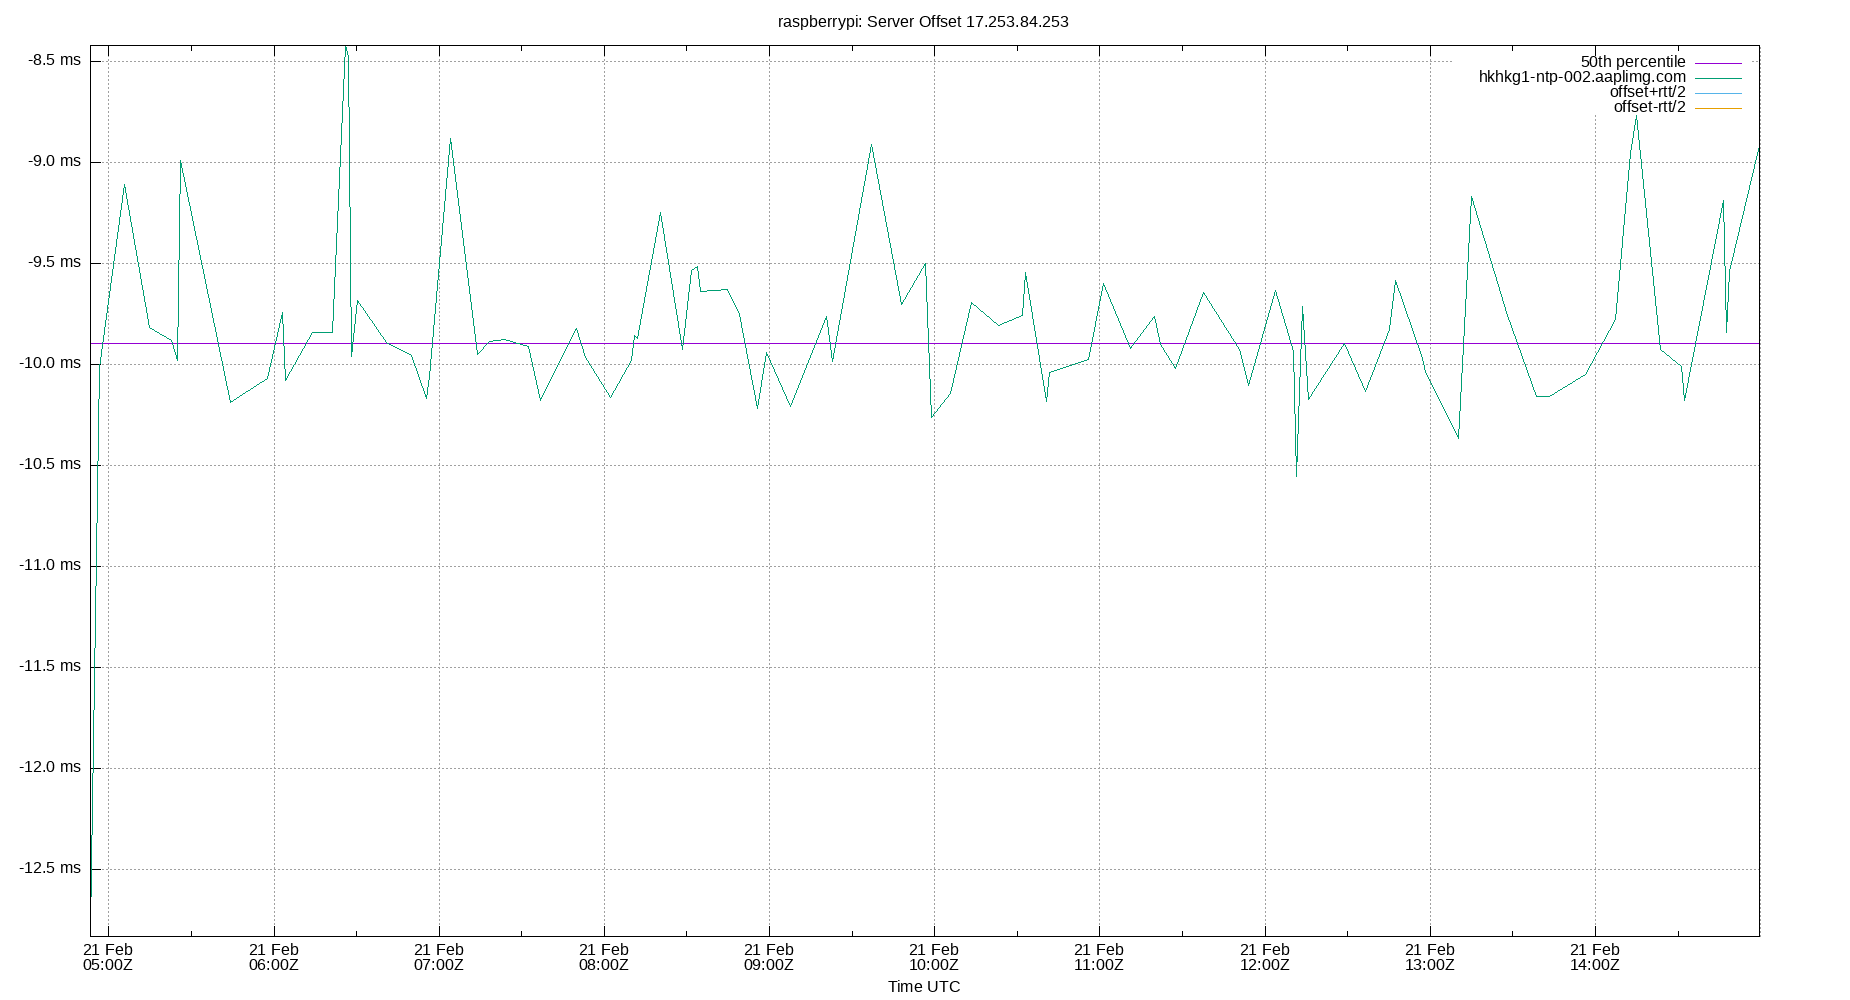 raspberrypi: Server Offset 17.253.84.253
-8.5 ms
-9.0 ms
-9.5 ms
-10.0 ms
-10.5 ms
-11.0 ms
-11.5 ms
-12.0 ms
-12.5 ms
50th percentile
hkhkg1-ntp-002.aaplimg.com
offset+rtt/2
offset-rtt/2
21 Feb 21 Feb 21 Feb 21 Feb 21 Feb 21 Feb 21 Feb 21 Feb 21 Feb 21 Feb
05:00Z 06:00Z 07:00Z 08:00Z 09:00Z 10:00Z 11:00Z 12:00Z 13:00Z 14:00Z
Time UTC